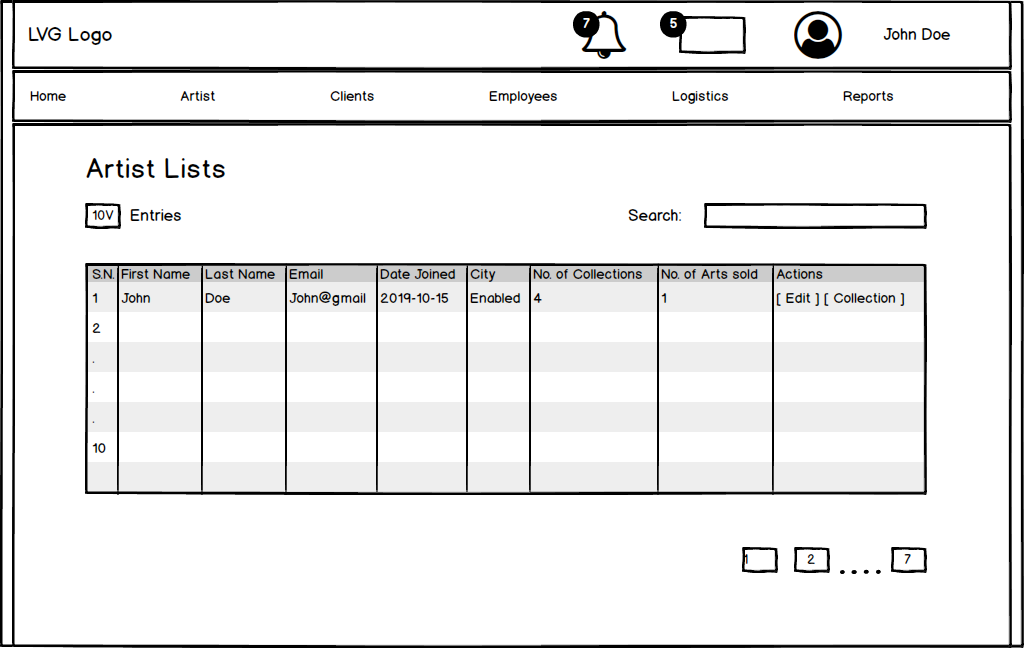 LVG Logo 7 5 John Doe
Home Artist Clients Employees Logistics Reports
Artist Lists
10V Entries Search:
S.N. First Name Last Name Email Date Joined City No. of Collections No. of Arts sold Actions
1 John Doe John@gmail 2019-10-15 Enabled 4 1 [ Edit ] [ Collection ]
2
.
.
.
10
1 2 .... 7